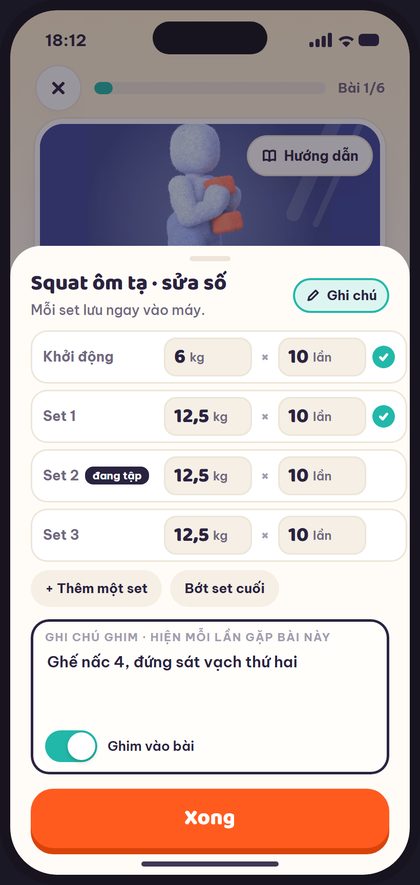 18:12
Bài 1/6
Hướng dẫn
Squat ôm tạ · sửa số
Mỗi set lưu ngay vào máy.
Ghi chú
Khởi động 6 kg × 10 lần
Set 1 12,5 kg × 10 lần
Set 2 đang tập 12,5 kg × 10 lần
Set 3 12,5 kg × 10 lần
+ Thêm một set Bớt set cuối
GHI CHÚ GHIM · HIỆN MỖI LẦN GẶP BÀI NÀY
Ghế nấc 4, đứng sát vạch thứ hai
Ghim vào bài
Xong